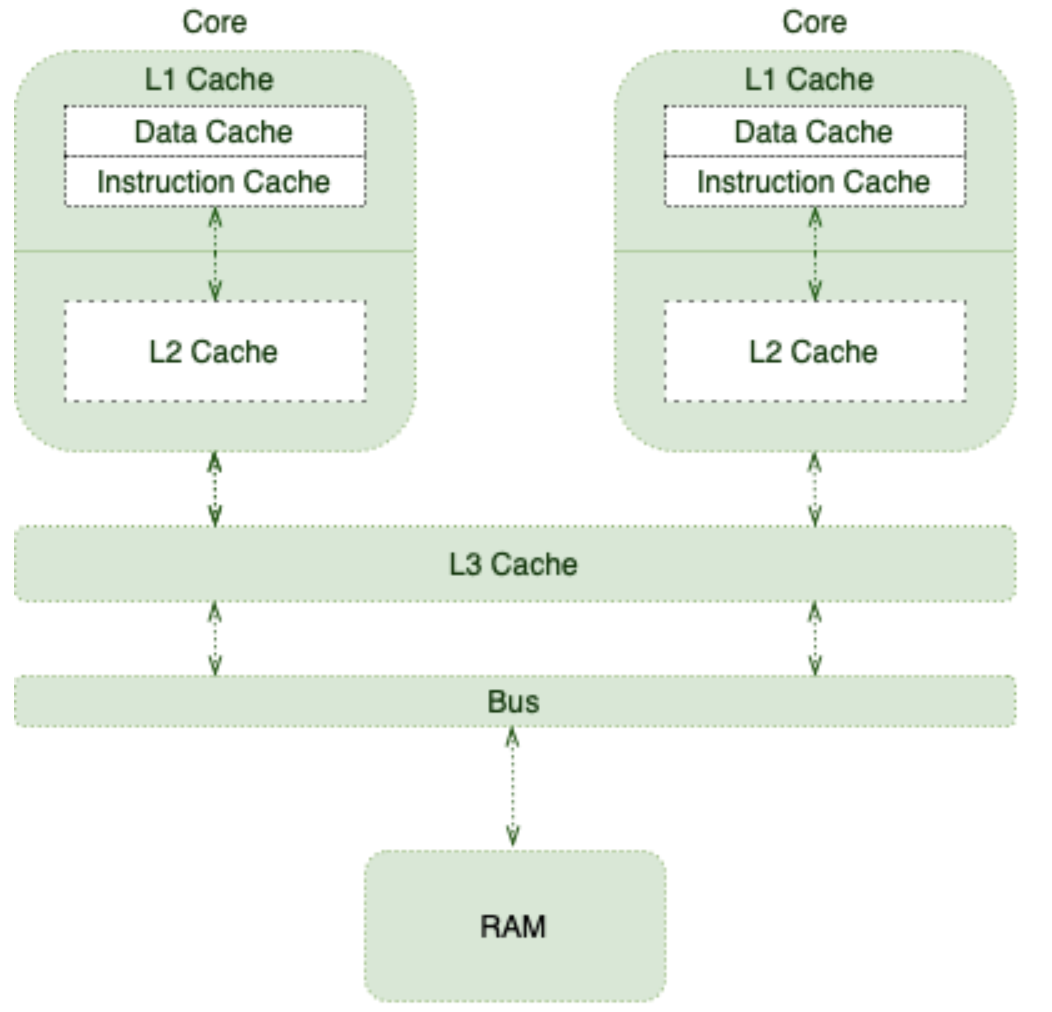 Core
L1 Cache
Data Cache
Instruction Cache
L2 Cache
Core
L1 Cache
Data Cache
Instruction Cache
L2 Cache
L3 Cache
Bus
RAM